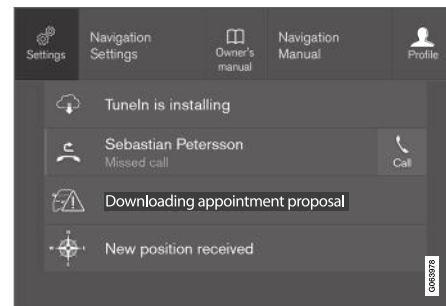 Settings
Navigation
Settings
Owner's
manual
Navigation
Manual
Profile
TuneIn is installing
Sebastian Petersson
Missed call
Call
Downloading appointment proposal
New position received
G063978